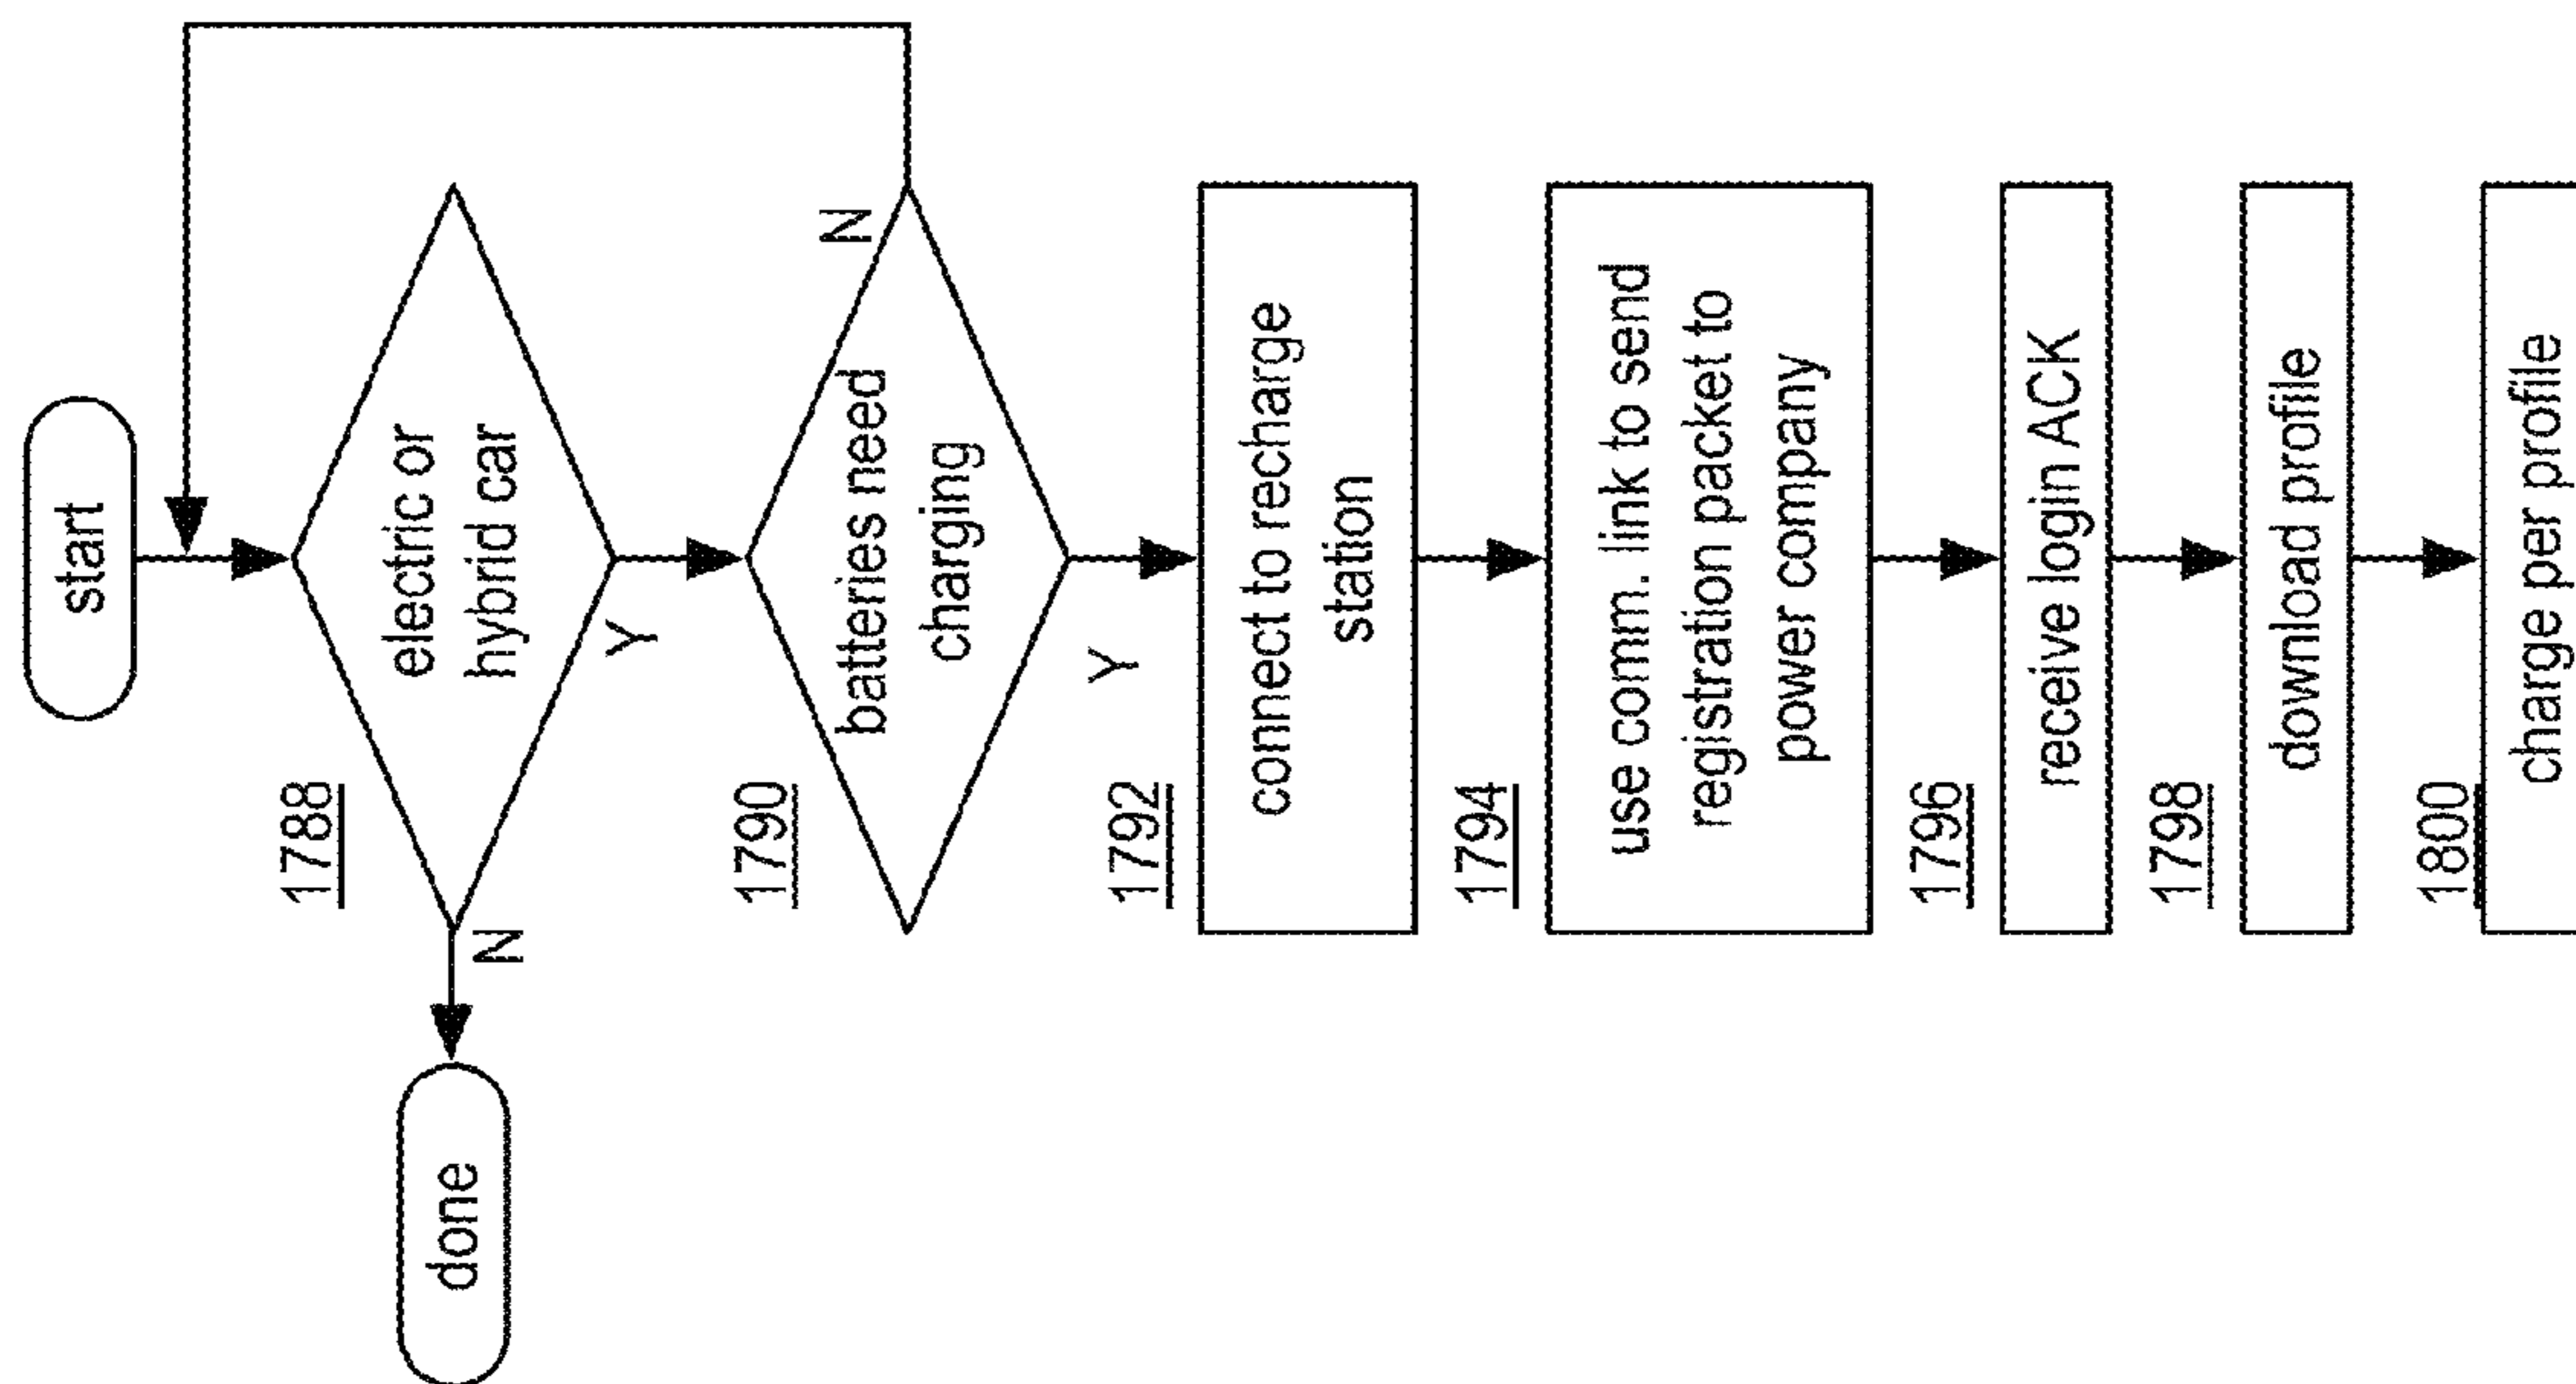 start
1788
electric or
hybrid car
N
done
Y
1790
batteries need
charging
N
Y
1792
connect to recharge
station
1794
use comm. link to send
registration packet to
power company
1796
receive login ACK
1798
download profile
1800
charge per profile